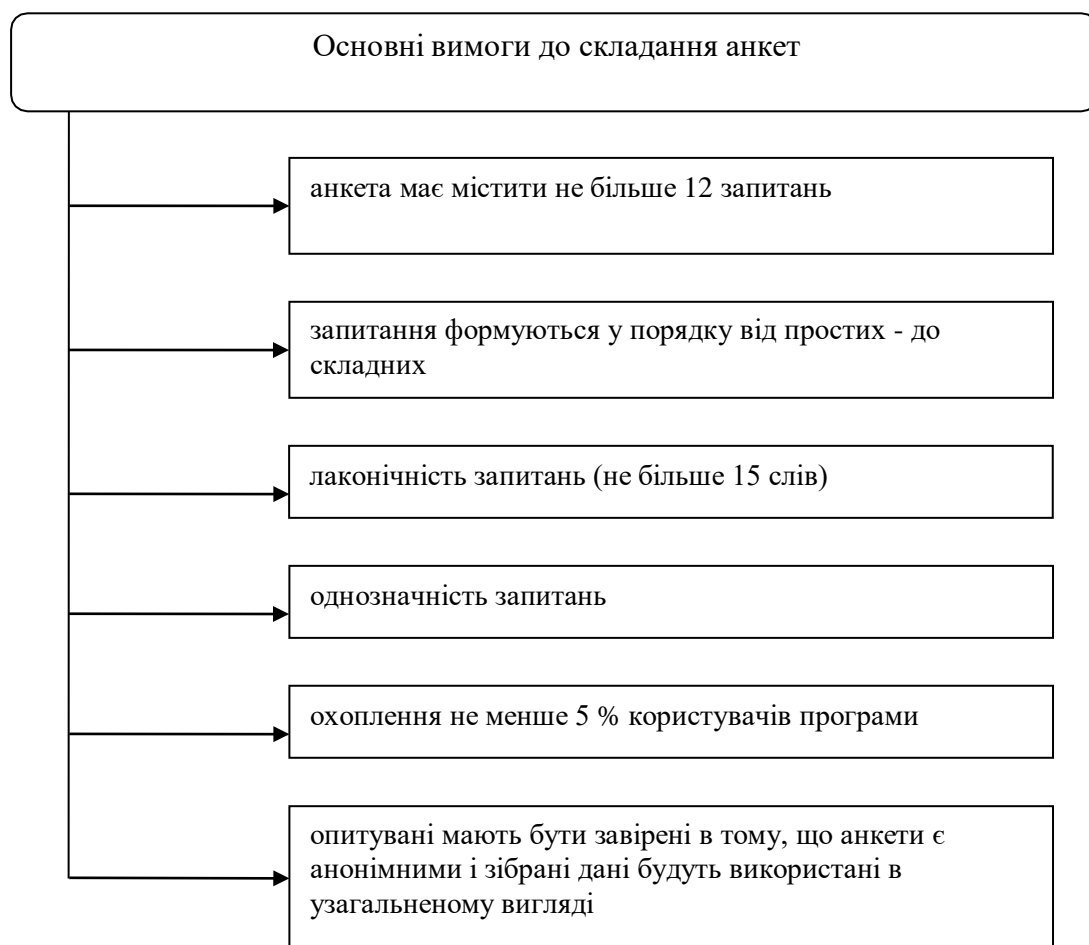 Основні вимоги до складання анкет
анкета має містити не більше 12 запитань
запитання формуються у порядку від простих - до
складних
лаконічність запитань (не більше 15 слів)
однозначність запитань
охоплення не менше 5 % користувачів програми
опитувані мають бути завірені в тому, що анкети є
анонімними і зібрані дані будуть використані в
узагальненому вигляді